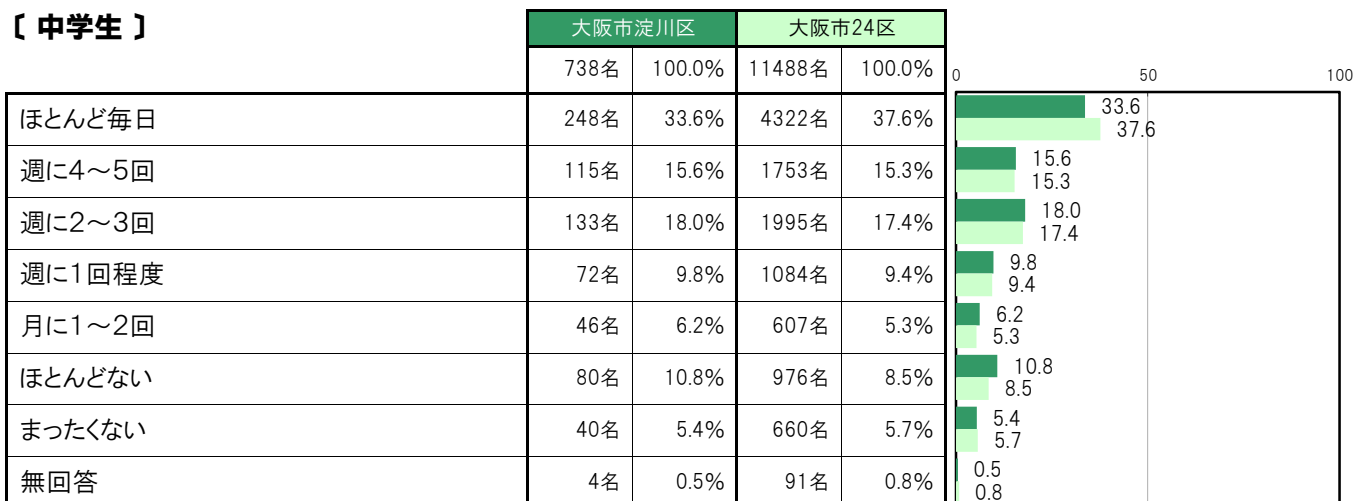 〔 中学生 〕
大阪市淀川区 大阪市24区
738名 100.0% 11488名 100.0%
0 50 100
ほとんど毎日 248名 33.6% 4322名 37.6% 33.6
37.6
週に4～5回 115名 15.6% 1753名 15.3% 15.6
15.3
週に2～3回 133名 18.0% 1995名 17.4% 18.0
17.4
週に1回程度 72名 9.8% 1084名 9.4% 9.8
9.4
月に1～2回 46名 6.2% 607名 5.3% 6.2
5.3
ほとんどない 80名 10.8% 976名 8.5% 10.8
8.5
まったくない 40名 5.4% 660名 5.7% 5.4
5.7
無回答 4名 0.5% 91名 0.8% 0.5
0.8